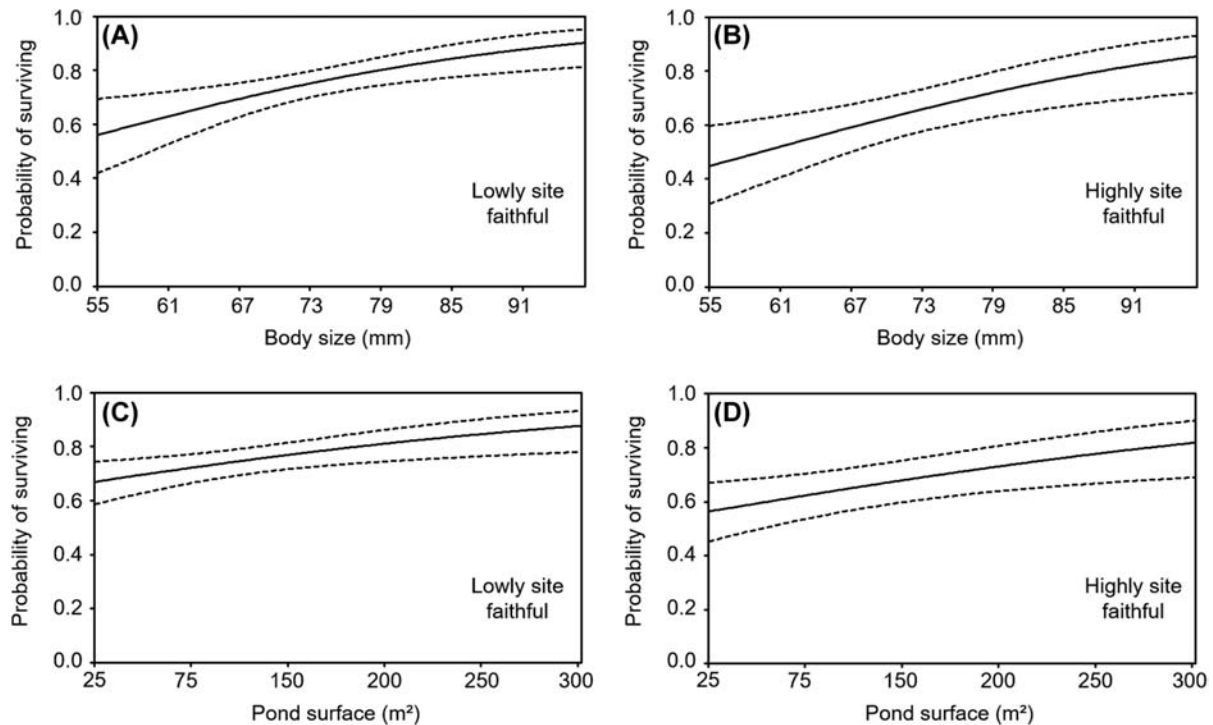 (A)
Probability of surviving
1.0
0.8
0.6
0.4
0.2
0.0
Lowly site
faithful
55 61 67 73 79 85 91
Body size (mm)
(B)
Probability of surviving
1.0
0.8
0.6
0.4
0.2
0.0
Highly site
faithful
55 61 67 73 79 85 91
Body size (mm)
(C)
Probability of surviving
1.0
0.8
0.6
0.4
0.2
0.0
Lowly site
faithful
25 75 150 200 250 300
Pond surface (m²)
(D)
Probability of surviving
1.0
0.8
0.6
0.4
0.2
0.0
Highly site
faithful
25 75 150 200 250 300
Pond surface (m²)